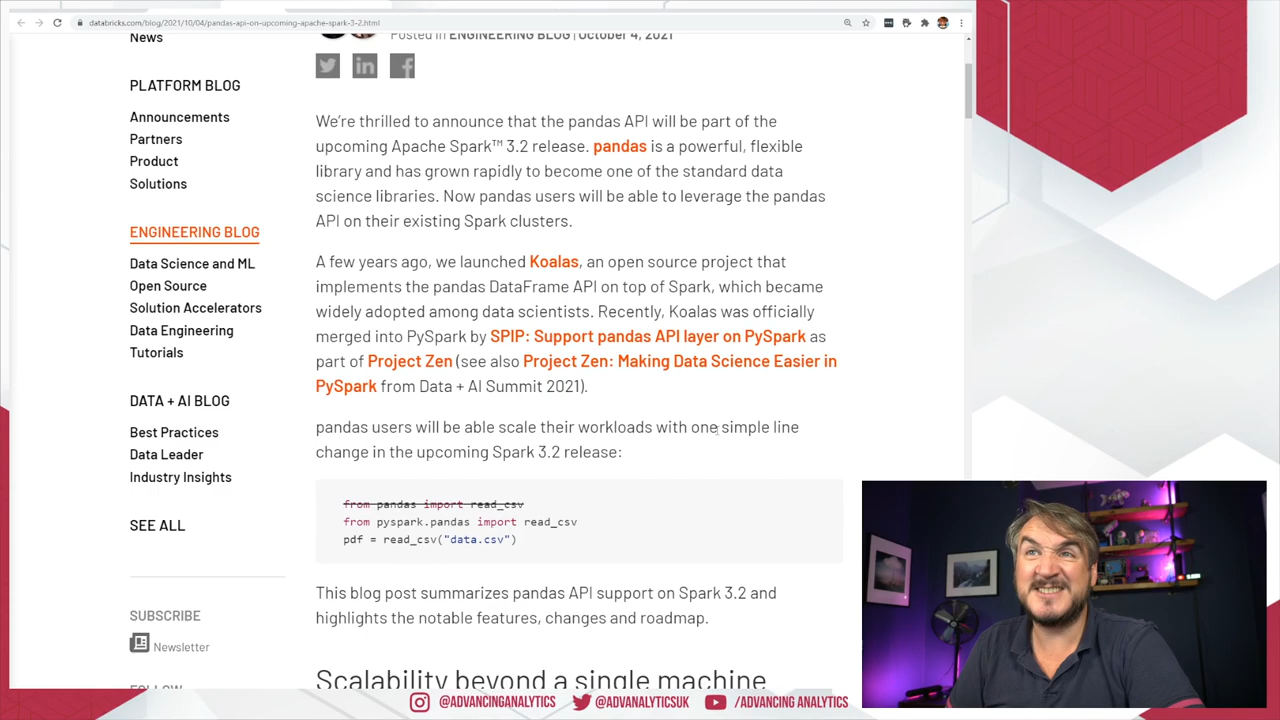 databricks.com/blog/2021/10/04/pandas-api-on-upcoming-apache-spark-3-2.html
News
PLATFORM BLOG
Announcements
Partners
Product
Solutions
ENGINEERING BLOG
Data Science and ML
Open Source
Solution Accelerators
Data Engineering
Tutorials
DATA + AI BLOG
Best Practices
Data Leader
Industry Insights
SEE ALL
SUBSCRIBE
Newsletter
FOLLOW
Posted in ENGINEERING BLOG | October 4, 2021
We're thrilled to announce that the pandas API will be part of the
upcoming Apache Spark™ 3.2 release. pandas is a powerful, flexible
library and has grown rapidly to become one of the standard data
science libraries. Now pandas users will be able to leverage the pandas
API on their existing Spark clusters.
A few years ago, we launched Koalas, an open source project that
implements the pandas DataFrame API on top of Spark, which became
widely adopted among data scientists. Recently, Koalas was officially
merged into PySpark by SPIP: Support pandas API layer on PySpark as
part of Project Zen (see also Project Zen: Making Data Science Easier in
PySpark from Data + AI Summit 2021).
pandas users will be able scale their workloads with one simple line
change in the upcoming Spark 3.2 release:
from pandas import read_csv
from pyspark.pandas import read_csv
pdf = read_csv("data.csv")
This blog post summarizes pandas API support on Spark 3.2 and
highlights the notable features, changes and roadmap.
Scalability beyond a single machine
@ADVANCINGANALYTICS
@ADVANALYTICSUK
/ADVANCING ANALYTICS